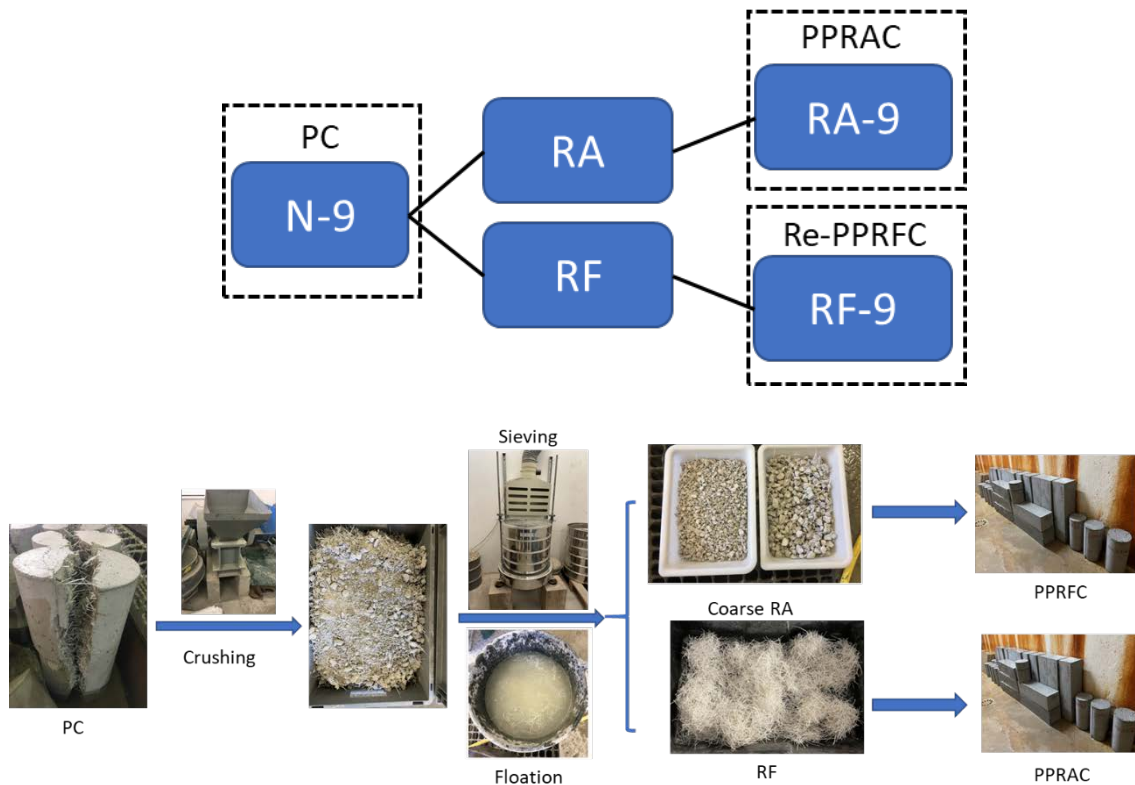 PPRAC
RA-9
PC
RA
N-9
Re-PPRFC
RF
RF-9
Sieving
Crushing
Coarse RA
PPRFC
PC
Floation
RF
PPRAC